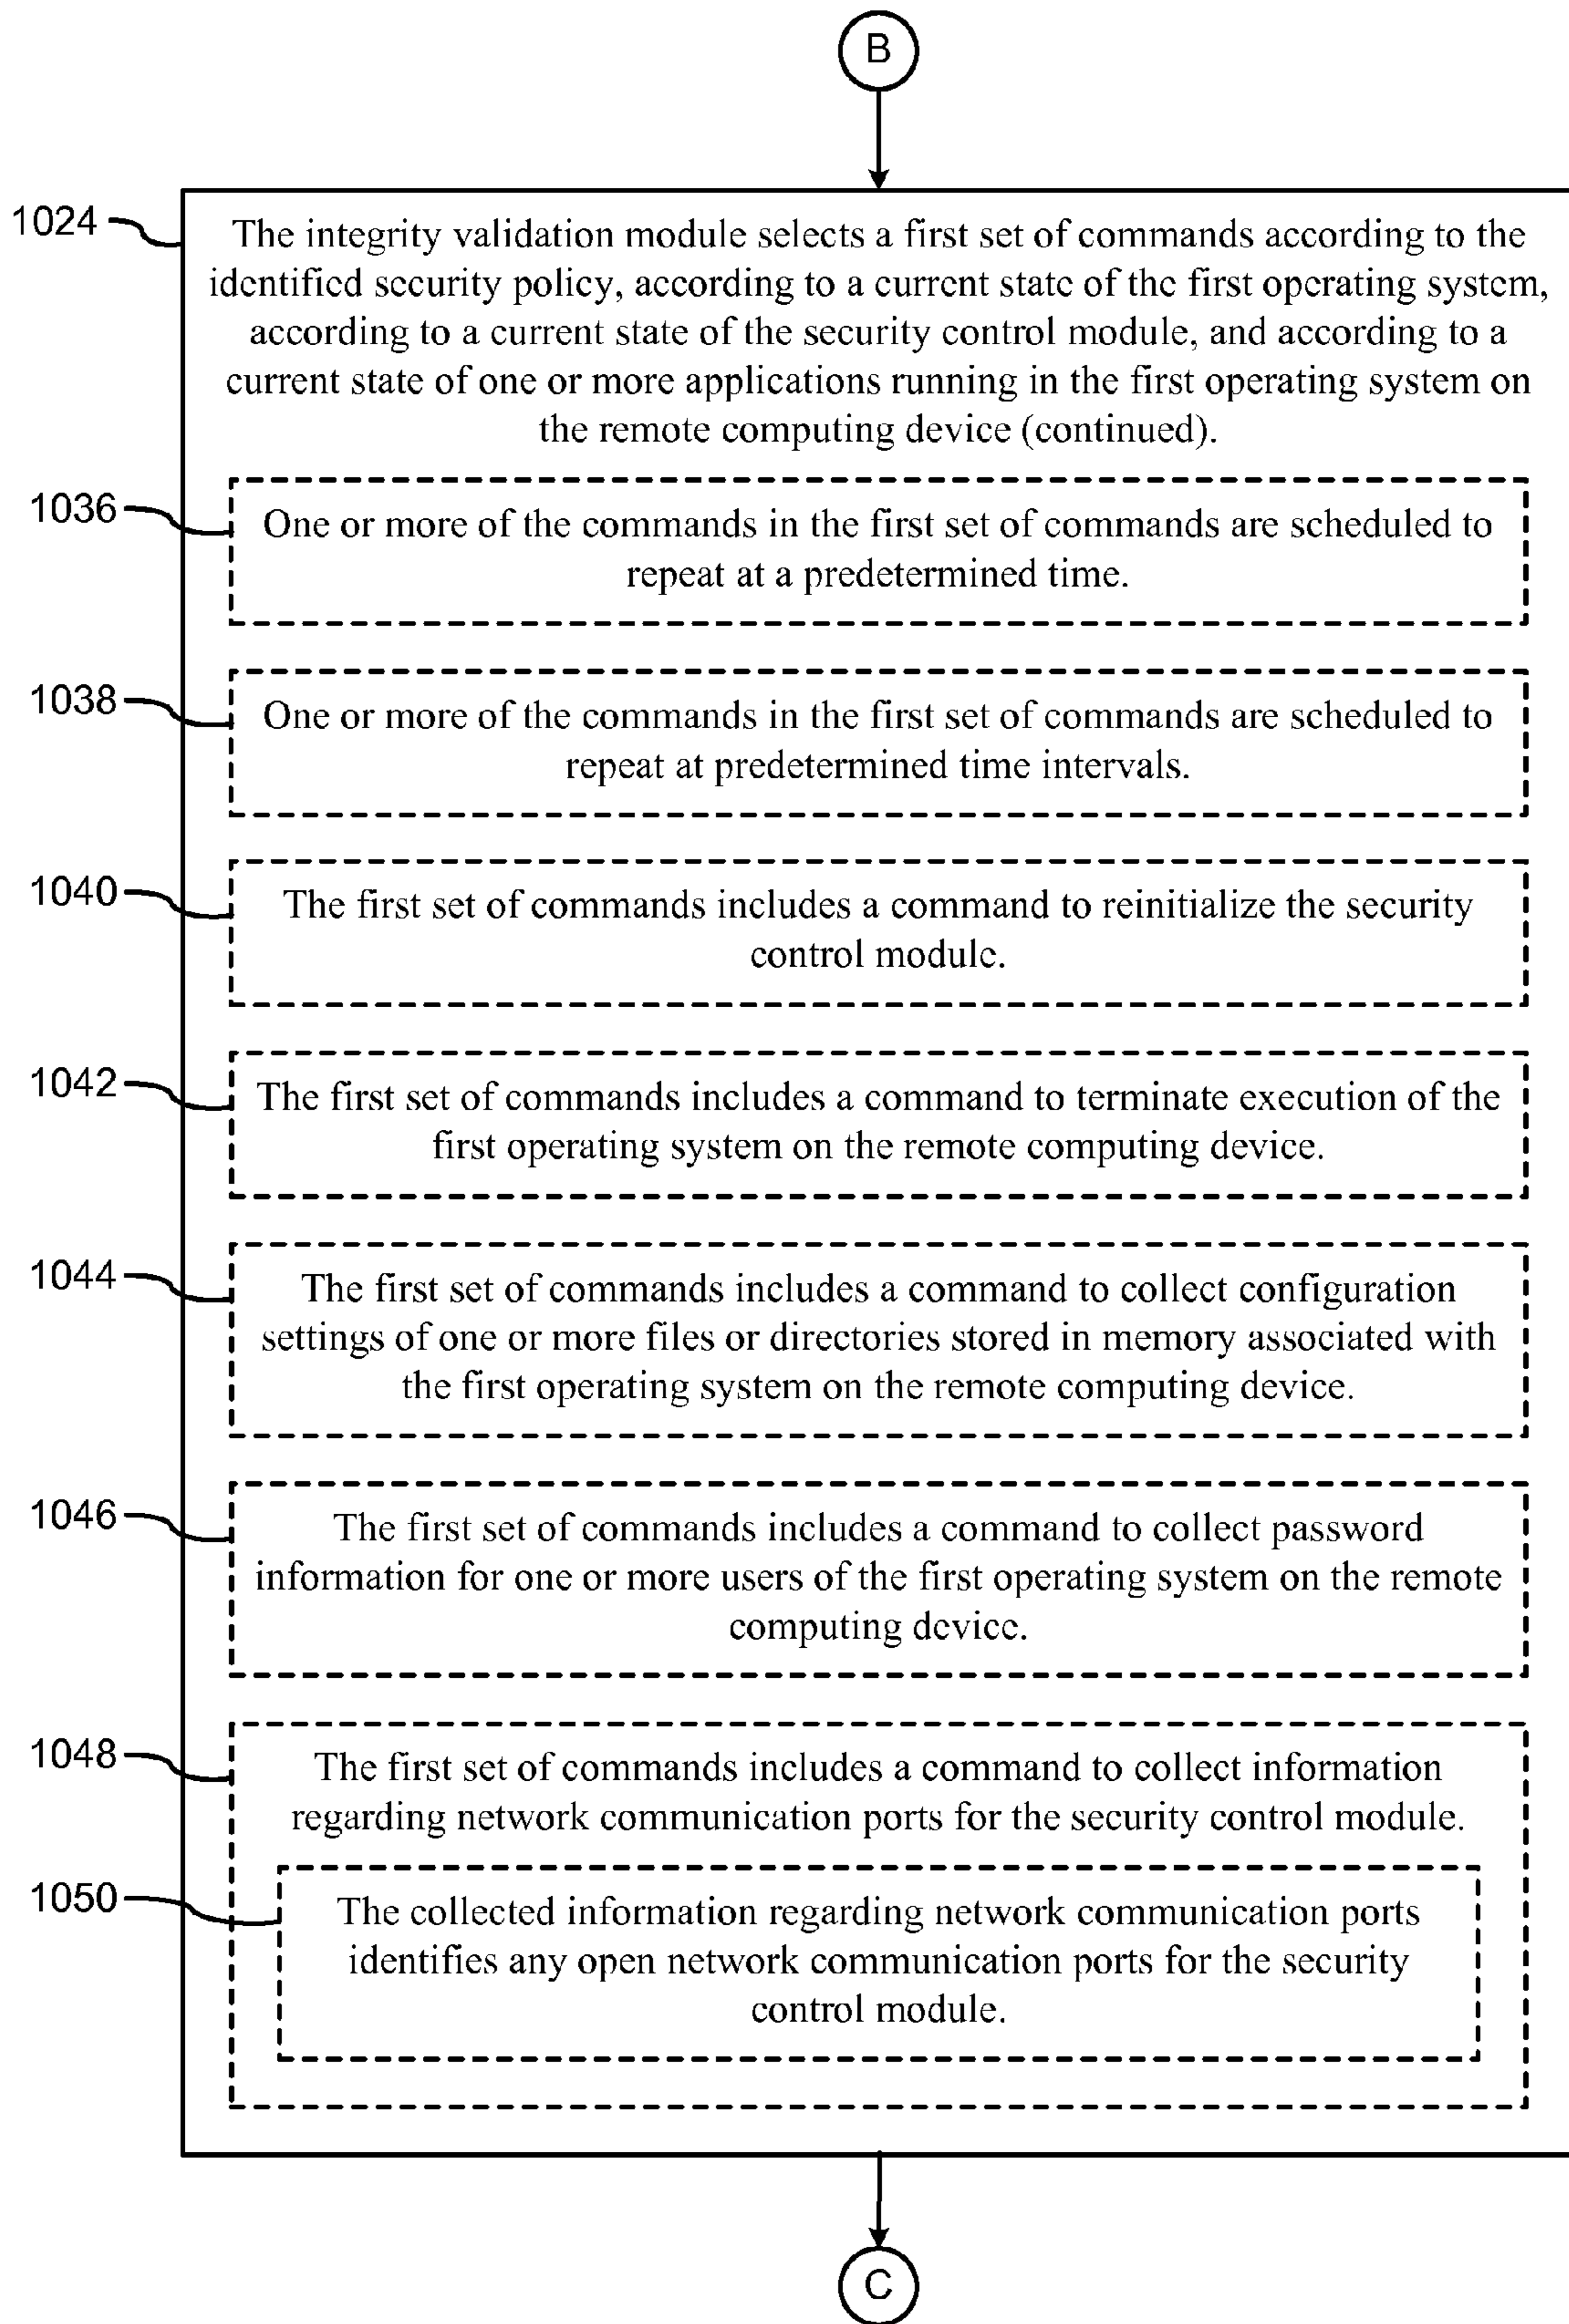 B
1024
The integrity validation module selects a first set of commands according to the
identified security policy, according to a current state of the first operating system,
according to a current state of the security control module, and according to a
current state of one or more applications running in the first operating system on
the remote computing device (continued).
1036
One or more of the commands in the first set of commands are scheduled to
repeat at a predetermined time.
1038
One or more of the commands in the first set of commands are scheduled to
repeat at predetermined time intervals.
1040
The first set of commands includes a command to reinitialize the security
control module.
1042
The first set of commands includes a command to terminate execution of the
first operating system on the remote computing device.
1044
The first set of commands includes a command to collect configuration
settings of one or more files or directories stored in memory associated with
the first operating system on the remote computing device.
1046
The first set of commands includes a command to collect password
information for one or more users of the first operating system on the remote
computing device.
1048
The first set of commands includes a command to collect information
regarding network communication ports for the security control module.
1050
The collected information regarding network communication ports
identifies any open network communication ports for the security
control module.
C